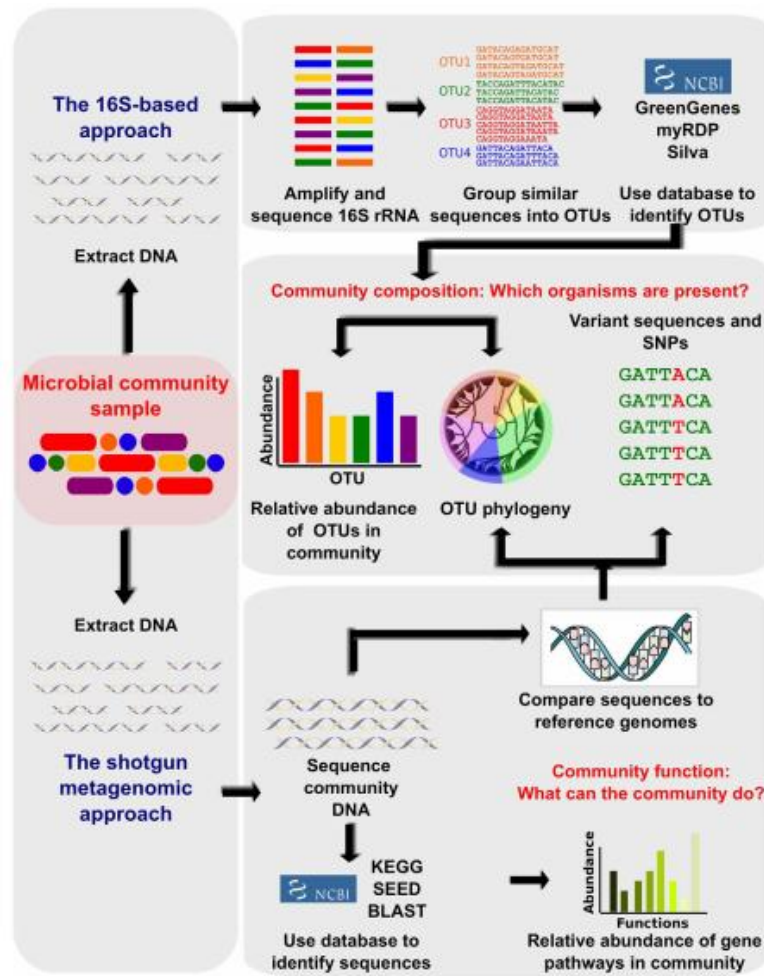 The 16S-based
approach
Extract DNA
Amplify and
sequence 16S rRNA
OTU1
GATACAGAGATGCAT
OTU2
OTU3
OTU4
Group similar
sequences into OTUs
NCBI
GreenGenes
myRDP
Silva
Use database to
identify OTUs
Microbial community
sample
Community composition: Which organisms are present?
Abundance
OTU
Relative abundance
of OTUs in
community
OTU phylogeny
Variant sequences and
SNPs
GATTACA
GATTACA
GATTTCA
GATTTCA
GATTTCA
Extract DNA
The shotgun
metagenomic
approach
Sequence
community
DNA
NCBI
KEGG
SEED
BLAST
Use database to
identify sequences
Compare sequences to
reference genomes
Community function:
What can the community do?
Abundance
Functions
Relative abundance of gene
pathways in community